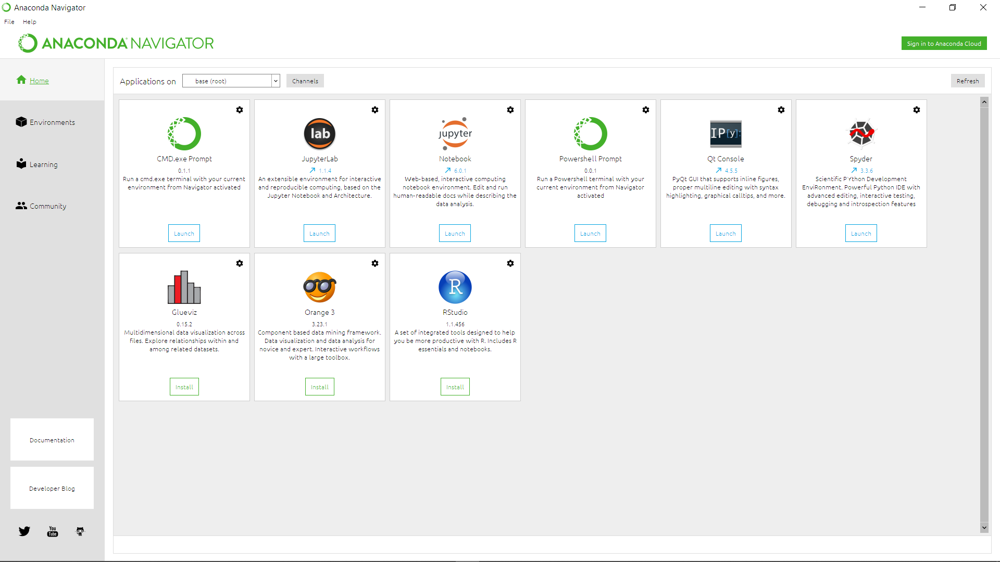 Anaconda Navigator
File Help
ANACONDA NAVIGATOR
Sign in to Anaconda Cloud
Home
Environments
Learning
Community
Documentation
Developer Blog
You
Tube
Applications on base (root) Channels Refresh
CMD.exe Prompt
0.1.1
Run a cmd.exe terminal with your current
environment from Navigator activated
Launch
lab
JupyterLab
1.1.4
An extensible environment for interactive
and reproducible computing, based on the
Jupyter Notebook and Architecture.
Launch
jupyter
Notebook
6.0.1
Web-based, interactive computing
notebook environment. Edit and run
human-readable docs while describing the
data analysis.
Launch
Powershell Prompt
0.0.1
Run a Powershell terminal with your
current environment from Navigator
activated
Launch
IP[y]:
Qt Console
4.5.5
PyQt GUI that supports inline figures,
proper multiline editing with syntax
highlighting, graphical calltips, and more.
Launch
Spyder
3.3.6
Scientific PYthon Development
EnviRonment. Powerful Python IDE with
advanced editing, interactive testing,
debugging and introspection features
Launch
Glueviz
0.15.2
Multidimensional data visualization across
files. Explore relationships within and
among related datasets.
Install
Orange 3
3.23.1
Component based data mining framework.
Data visualization and data analysis for
novice and expert. Interactive workflows
with a large toolbox.
Install
R
RStudio
1.1.456
A set of integrated tools designed to help
you be more productive with R. Includes R
essentials and notebooks.
Install